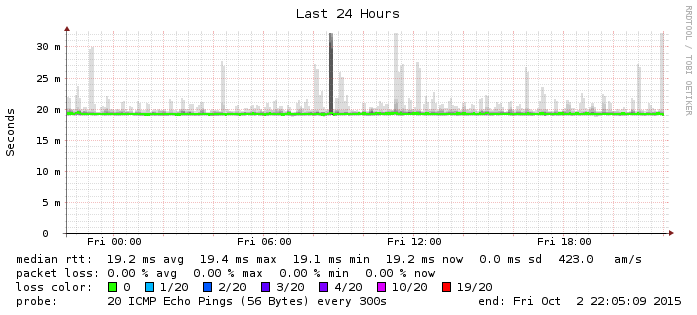 Last 24 Hours
RRDTOOL / TOBI OETIKER
Seconds
30 m
25 m
20 m
15 m
10 m
5 m
0
Fri 00:00 Fri 06:00 Fri 12:00 Fri 18:00
median rtt: 19.2 ms avg 19.4 ms max 19.1 ms min 19.2 ms now 0.0 ms sd 423.0 am/s
packet loss: 0.00 % avg 0.00 % max 0.00 % min 0.00 % now
loss color: 0 1/20 2/20 3/20 4/20 10/20 19/20
probe: 20 ICMP Echo Pings (56 Bytes) every 300s end: Fri Oct 2 22:05:09 2015